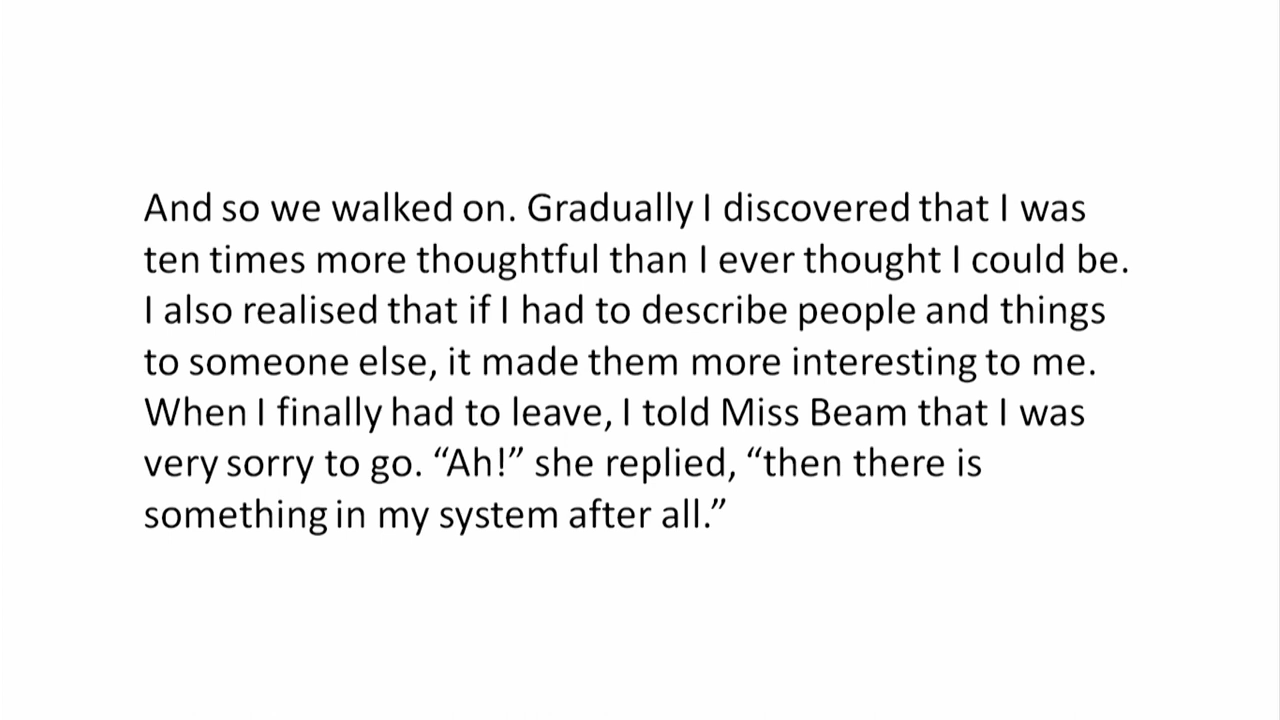 And so we walked on. Gradually I discovered that I was
ten times more thoughtful than I ever thought I could be.
I also realised that if I had to describe people and things
to someone else, it made them more interesting to me.
When I finally had to leave, I told Miss Beam that I was
very sorry to go. “Ah!” she replied, “then there is
something in my system after all.”